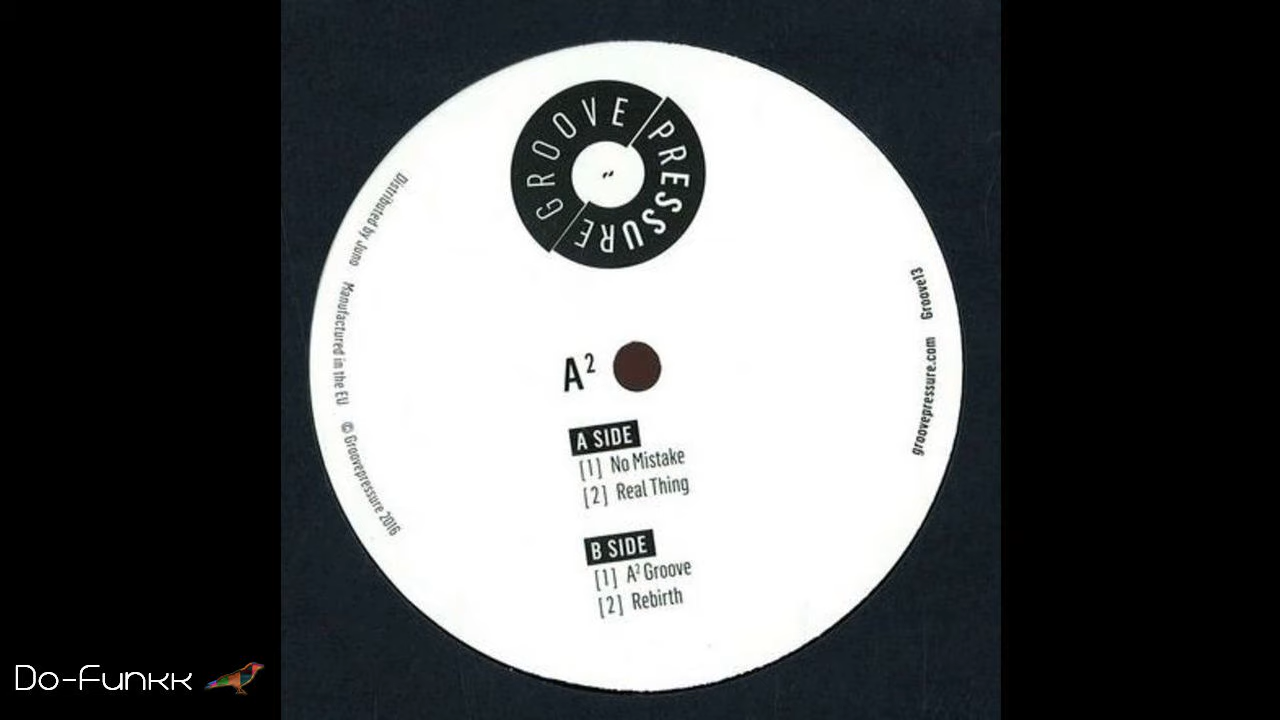 GROOVE PRESSURE
Distributed by Juno Manufactured in the EU. © Groovepressure 2016
groovepressure.com Groove13
A²
A SIDE
[1] No Mistake
[2] Real Thing
B SIDE
[1] A² Groove
[2] Rebirth
Do-Funkk